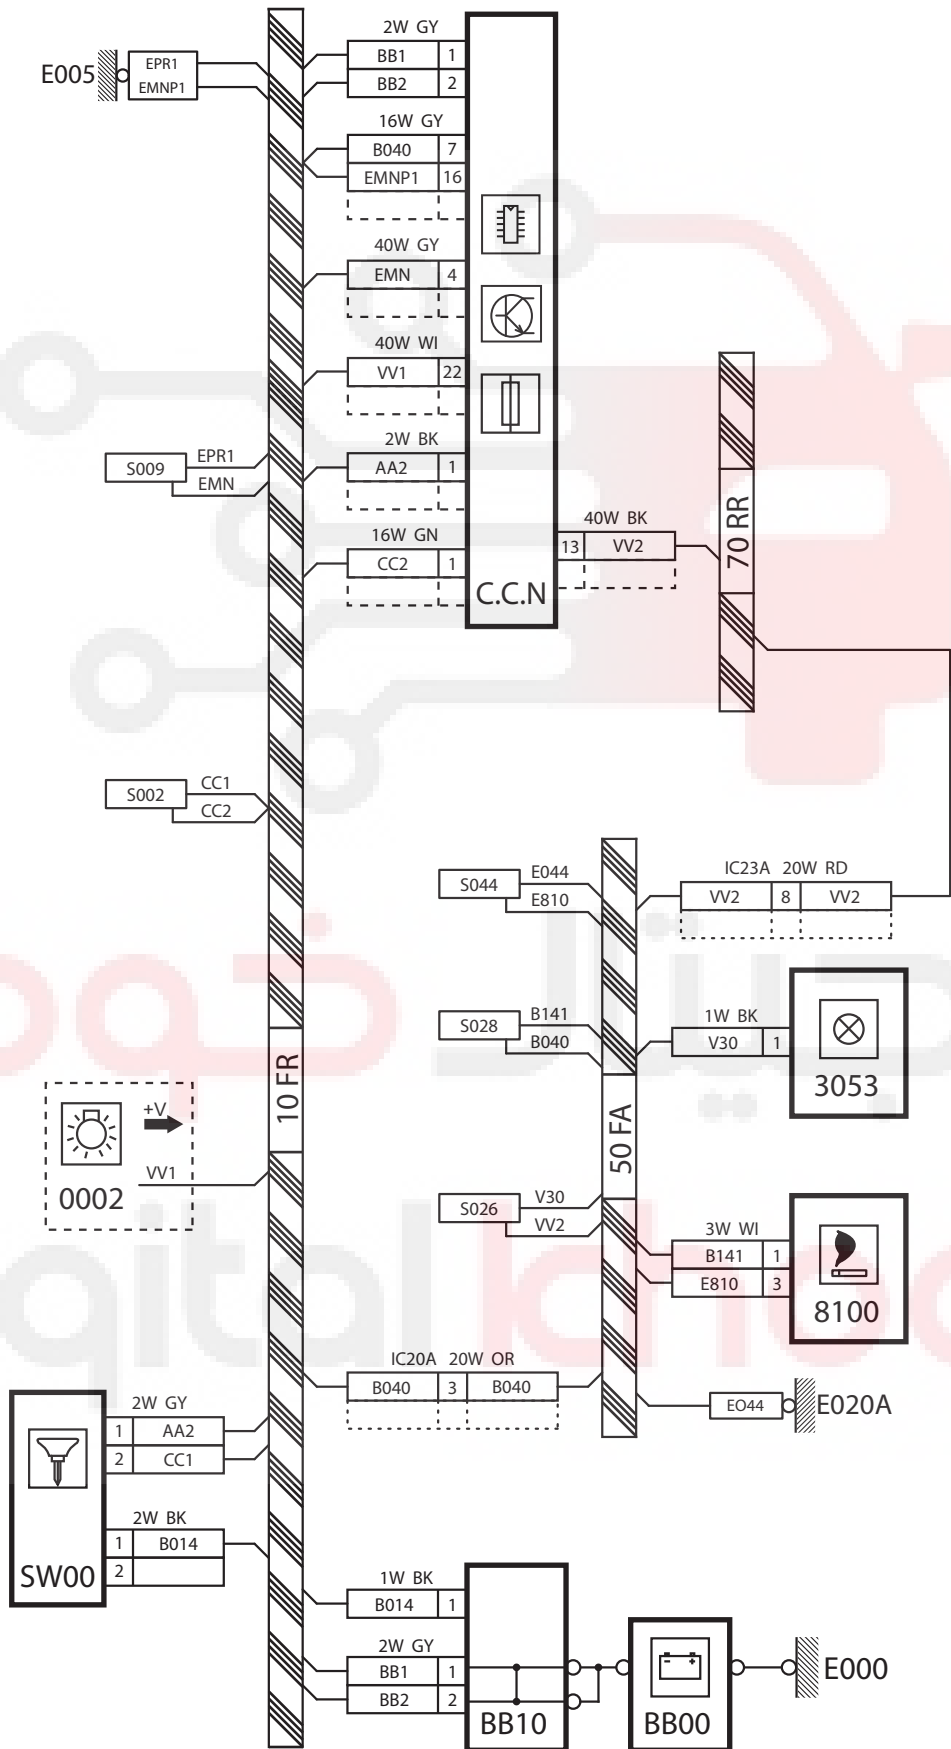 2W GY
BB1 1
BB2 2
E005
EPR1
EMNP1
16W GY
B040 7
EMNP1 16
40W GY
EMN 4
40W WI
VV1 22
2W BK
AA2 1
S009
EPR1
EMN
16W GN
CC2 1
C.C.N
40W BK
13 VV2
70 RR
S002
CC1
CC2
S044
E044
E810
IC23A 20W RD
VV2 8 VV2
S028
B141
B040
1W BK
V30 1
3053
10 FR
50 FA
+V
VV1
0002
S026
V30
VV2
3W WI
B141 1
E810 3
8100
IC20A 20W OR
B040 3 B040
EO44
E020A
2W GY
1 AA2
2 CC1
2W BK
1 B014
2
SW00
1W BK
B014 1
2W GY
BB1 1
BB2 2
BB10
BB00
E000
دیجیتال خودرو
digital khodro